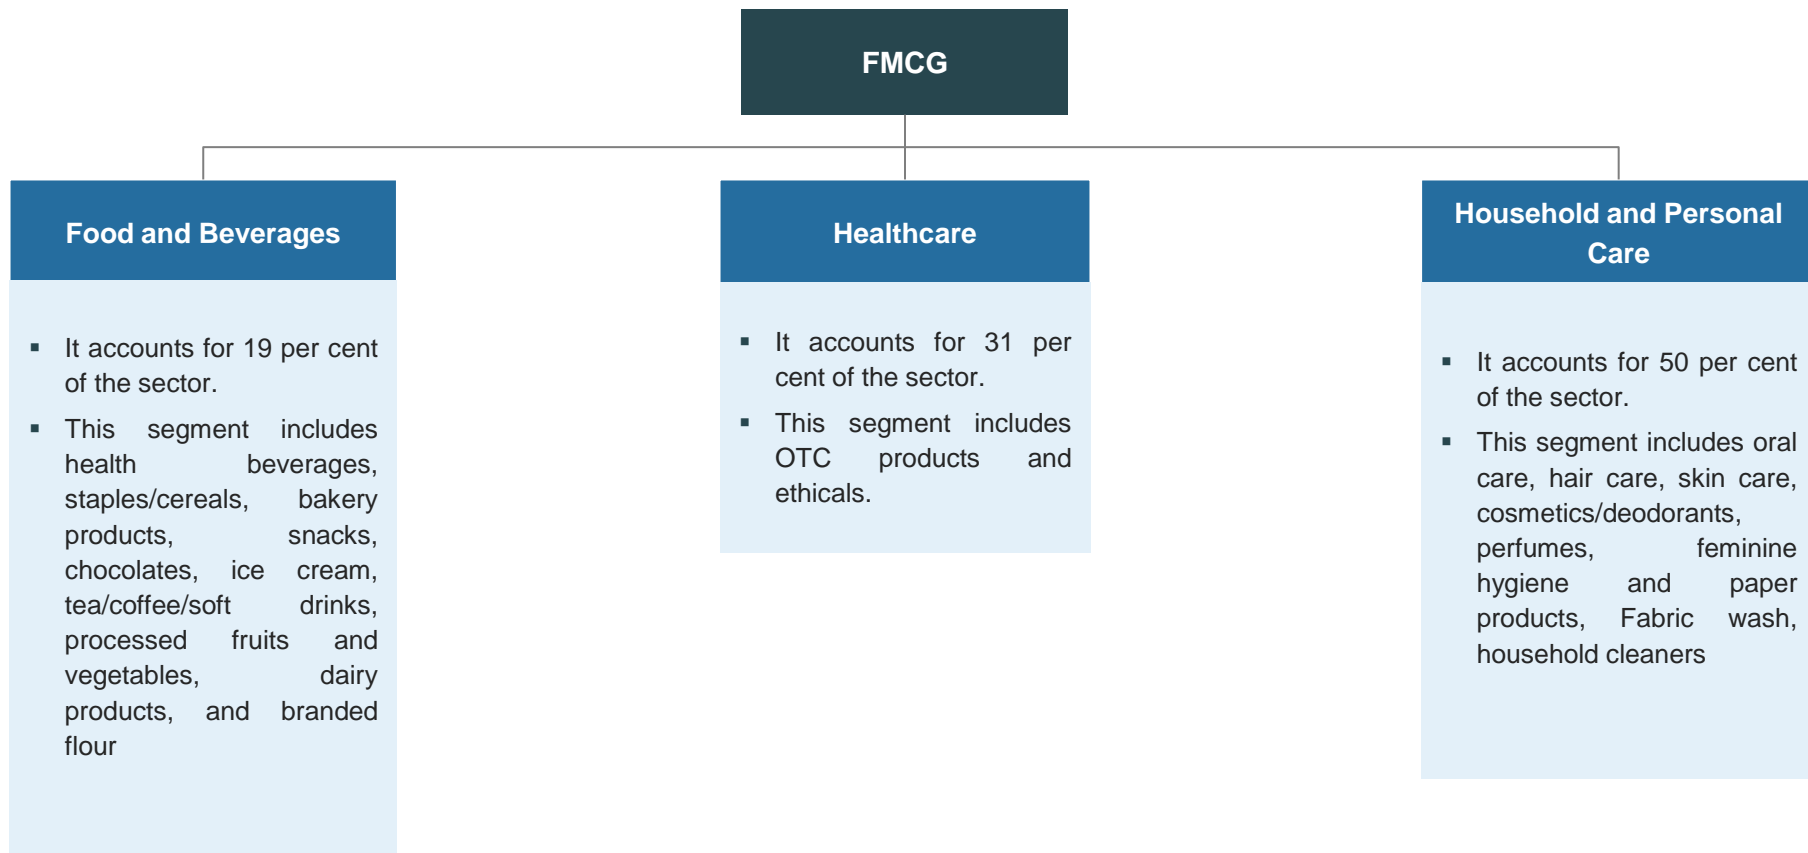 FMCG
Food and Beverages
▪ It accounts for 19 per cent
of the sector.
▪ This segment includes
health beverages,
staples/cereals, bakery
products, snacks,
chocolates, ice cream,
tea/coffee/soft drinks,
processed fruits and
vegetables, dairy
products, and branded
flour
Healthcare
▪ It accounts for 31 per
cent of the sector.
▪ This segment includes
OTC products and
ethicals.
Household and Personal
Care
▪ It accounts for 50 per cent
of the sector.
▪ This segment includes oral
care, hair care, skin care,
cosmetics/deodorants,
perfumes, feminine
hygiene and paper
products, Fabric wash,
household cleaners